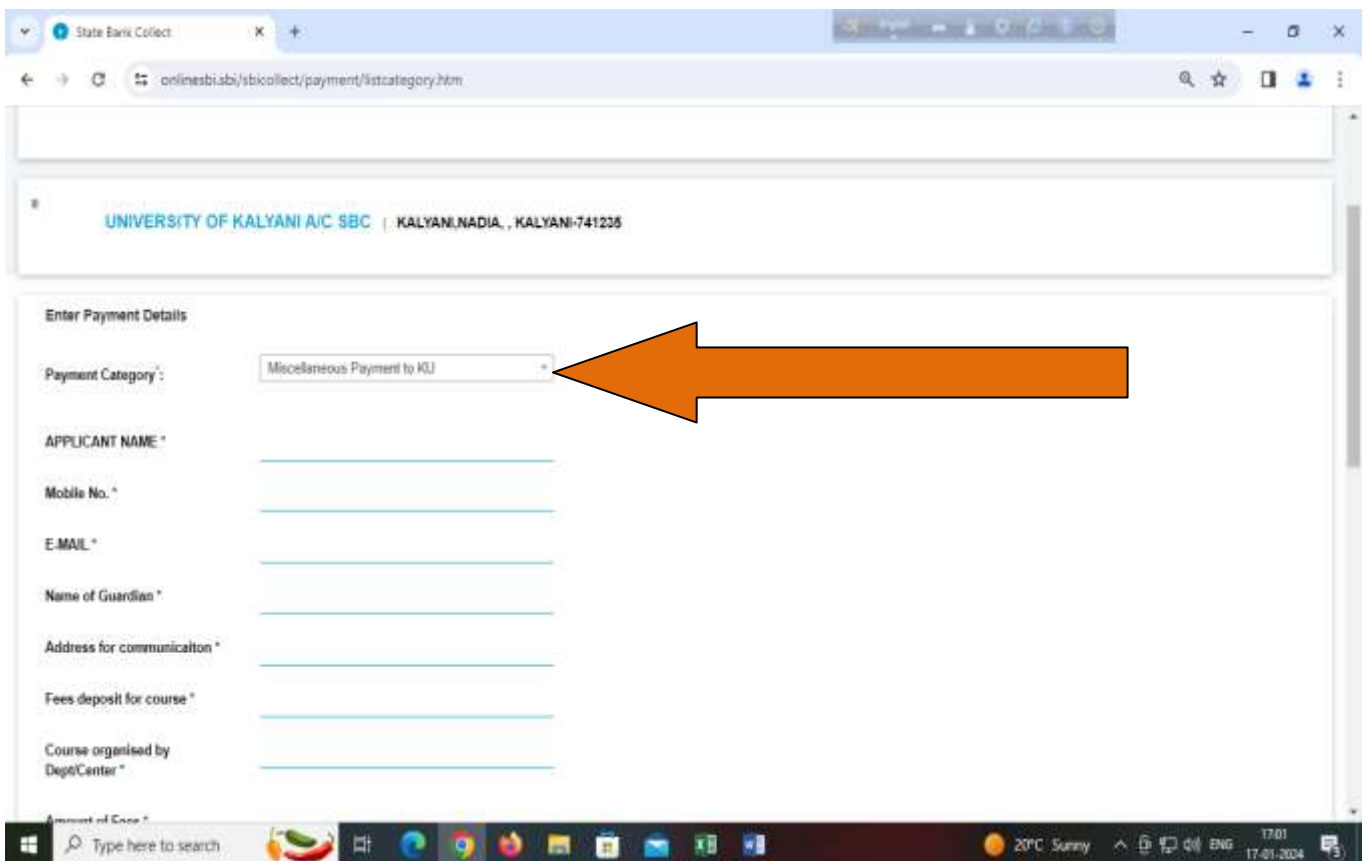 State Bank Collect
onlinesbi.sbi/sbicollect/payment/listcategory.htm
UNIVERSITY OF KALYANI A/C SBC | KALYANI,NADIA, , KALYANI-741235
Enter Payment Details
Payment Category*: Miscellaneous Payment to KU
APPLICANT NAME *
Mobile No. *
E-MAIL *
Name of Guardian *
Address for communicaiton *
Fees deposit for course *
Course organised by
Dept/Center *
Amount of Fees *
Type here to search
20°C Sunny
ENG
17:01
17-01-2024